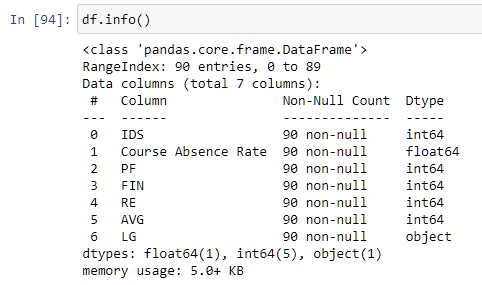 In [94]: df.info()
<class 'pandas.core.frame.DataFrame'>
RangeIndex: 90 entries, 0 to 89
Data columns (total 7 columns):
 #   Column               Non-Null Count  Dtype
---  ------               --------------  -----
 0   IDS                  90 non-null     int64
 1   Course Absence Rate  90 non-null     float64
 2   PF                   90 non-null     int64
 3   FIN                  90 non-null     int64
 4   RE                   90 non-null     int64
 5   AVG                  90 non-null     int64
 6   LG                   90 non-null     object
dtypes: float64(1), int64(5), object(1)
memory usage: 5.0+ KB